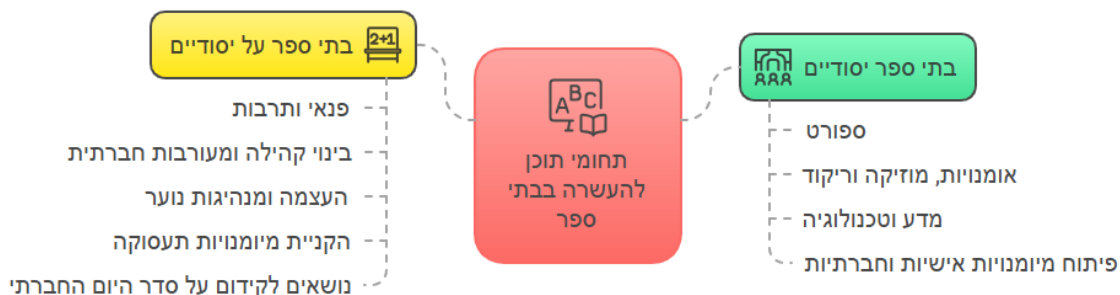 בתי ספר יסודיים
ספורט
אומנויות, מוזיקה וריקוד
מדע וטכנולוגיה
פיתוח מיומנויות אישיות וחברתיות
ABC
תחומי תוכן
להעשרה בבתי
ספר
2+1
בתי ספר על יסודיים
פנאי ותרבות
בינוי קהילה ומעורבות חברתית
העצמה ומנהיגות נוער
הקניית מיומנויות תעסוקה
נושאים לקידום על סדר היום החברתי